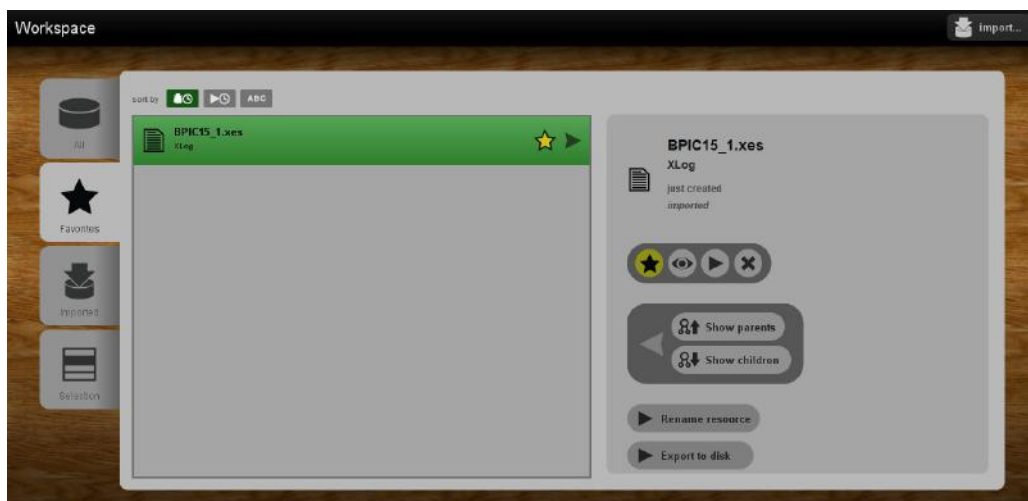 Workspace
import...
All
sort by
ABC
BPIC15_1.xes
XLog
BPIC15_1.xes
XLog
just created
imported
Favorites
Imported
Show parents
Show children
Selection
Rename resource
Export to disk